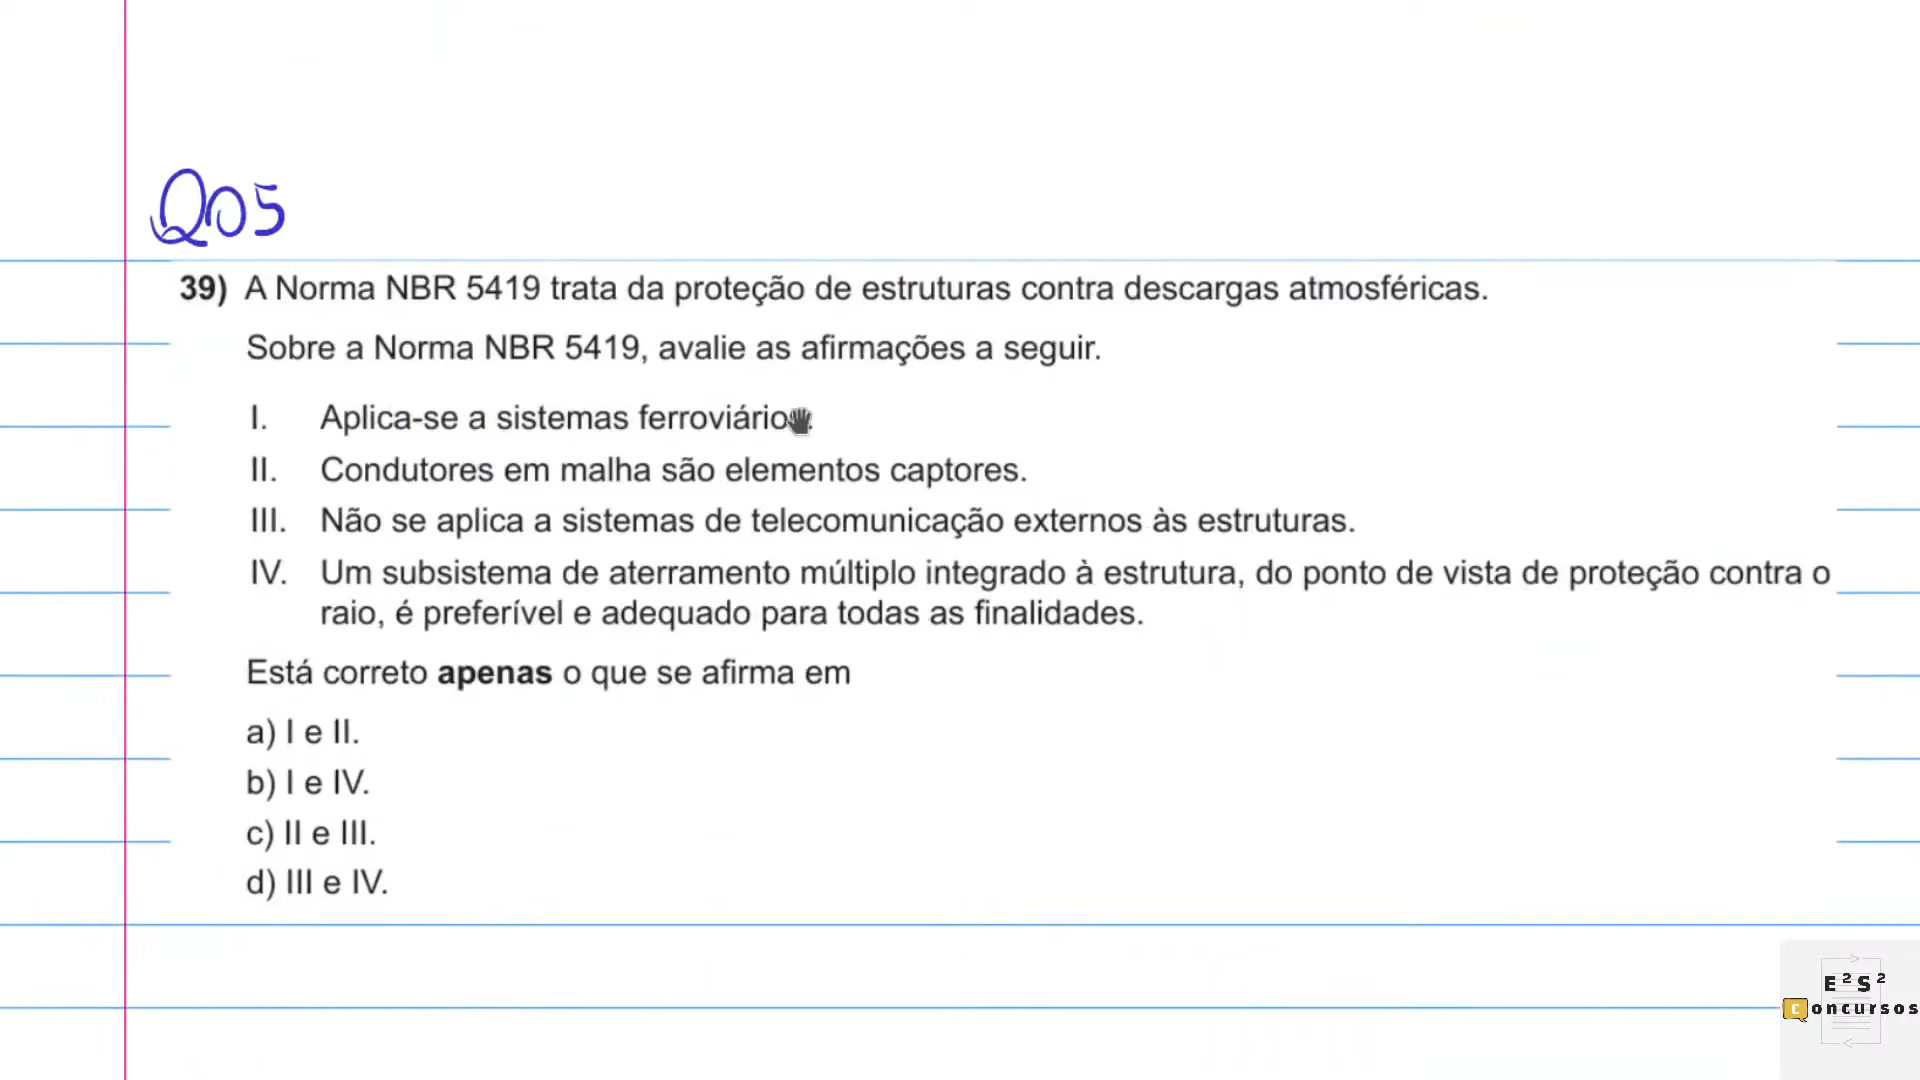 Q05
39) A Norma NBR 5419 trata da proteção de estruturas contra descargas atmosféricas.
Sobre a Norma NBR 5419, avalie as afirmações a seguir.
I. Aplica-se a sistemas ferroviários.
II. Condutores em malha são elementos captores.
III. Não se aplica a sistemas de telecomunicação externos às estruturas.
IV. Um subsistema de aterramento múltiplo integrado à estrutura, do ponto de vista de proteção contra o
raio, é preferível e adequado para todas as finalidades.
Está correto apenas o que se afirma em
a) I e II.
b) I e IV.
c) II e III.
d) III e IV.
E²S²
Concursos